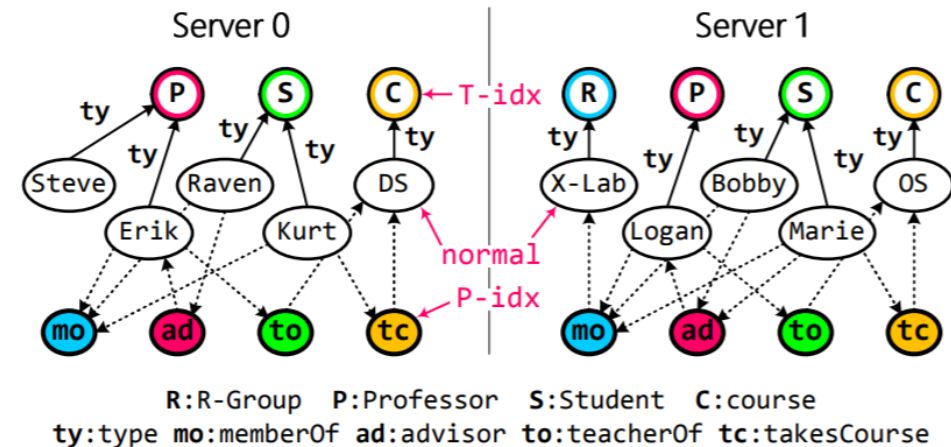 Server 0 Server 1
P S C T-idx R P S C
ty ty ty ty ty ty ty ty ty
Steve Raven DS X-Lab Bobby OS
Erik Kurt normal Logan Marie
P-idx
mo ad to tc mo ad to tc
R:R-Group P:Professor S:Student C:course
ty:type mo:memberOf ad:advisor to:teacherOf tc:takesCourse